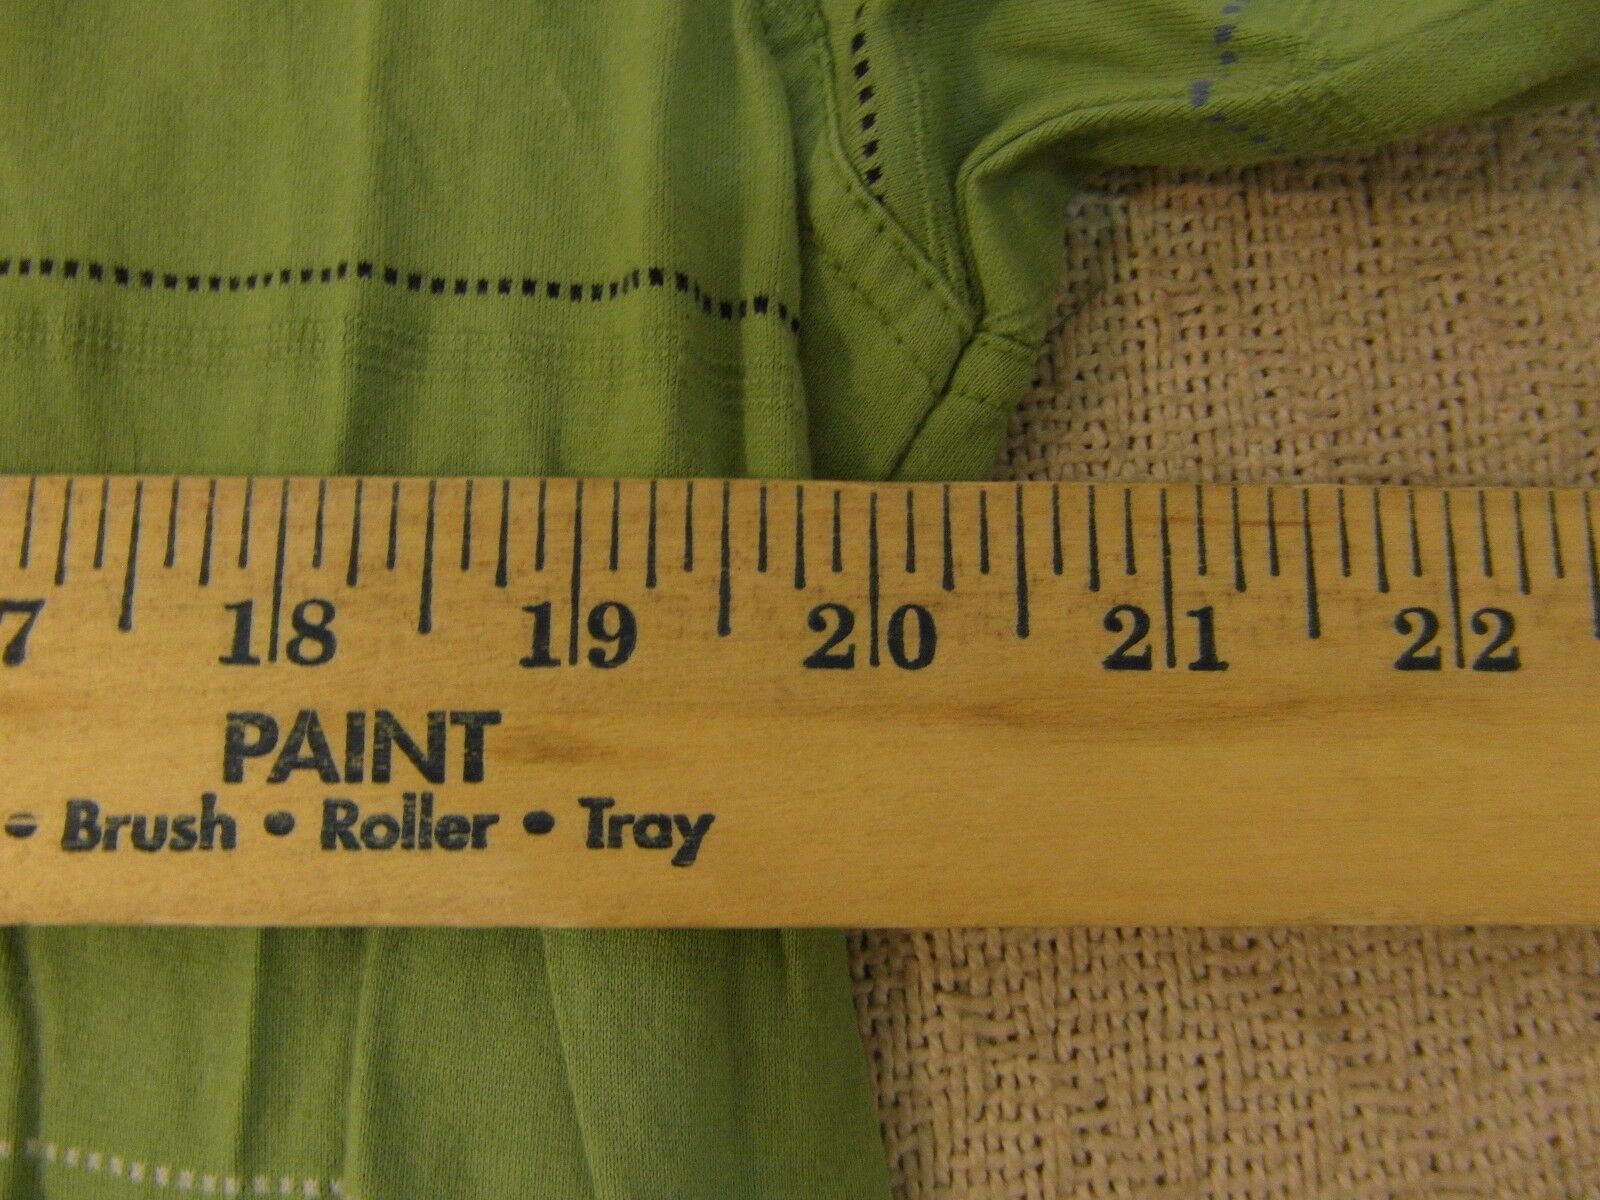 7 18 19 20 21 22
PAINT
- Brush • Roller • Tray